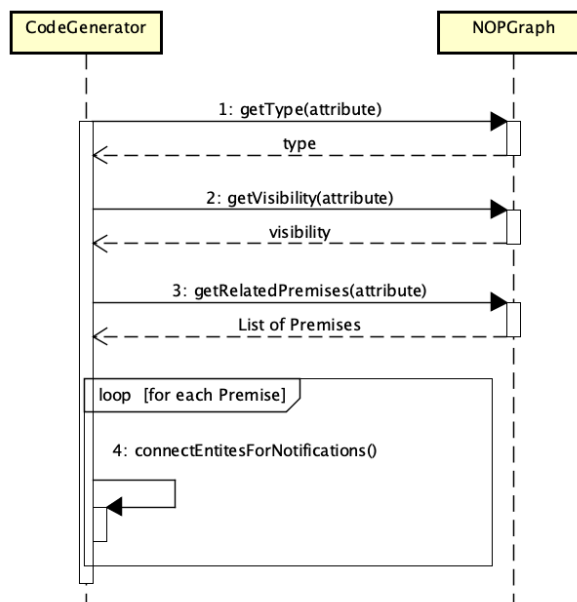 CodeGenerator
NOPGraph
1: getType(attribute)
type
2: getVisibility(attribute)
visibility
3: getRelatedPremises(attribute)
List of Premises
loop [for each Premise]
4: connectEntitesForNotifications()